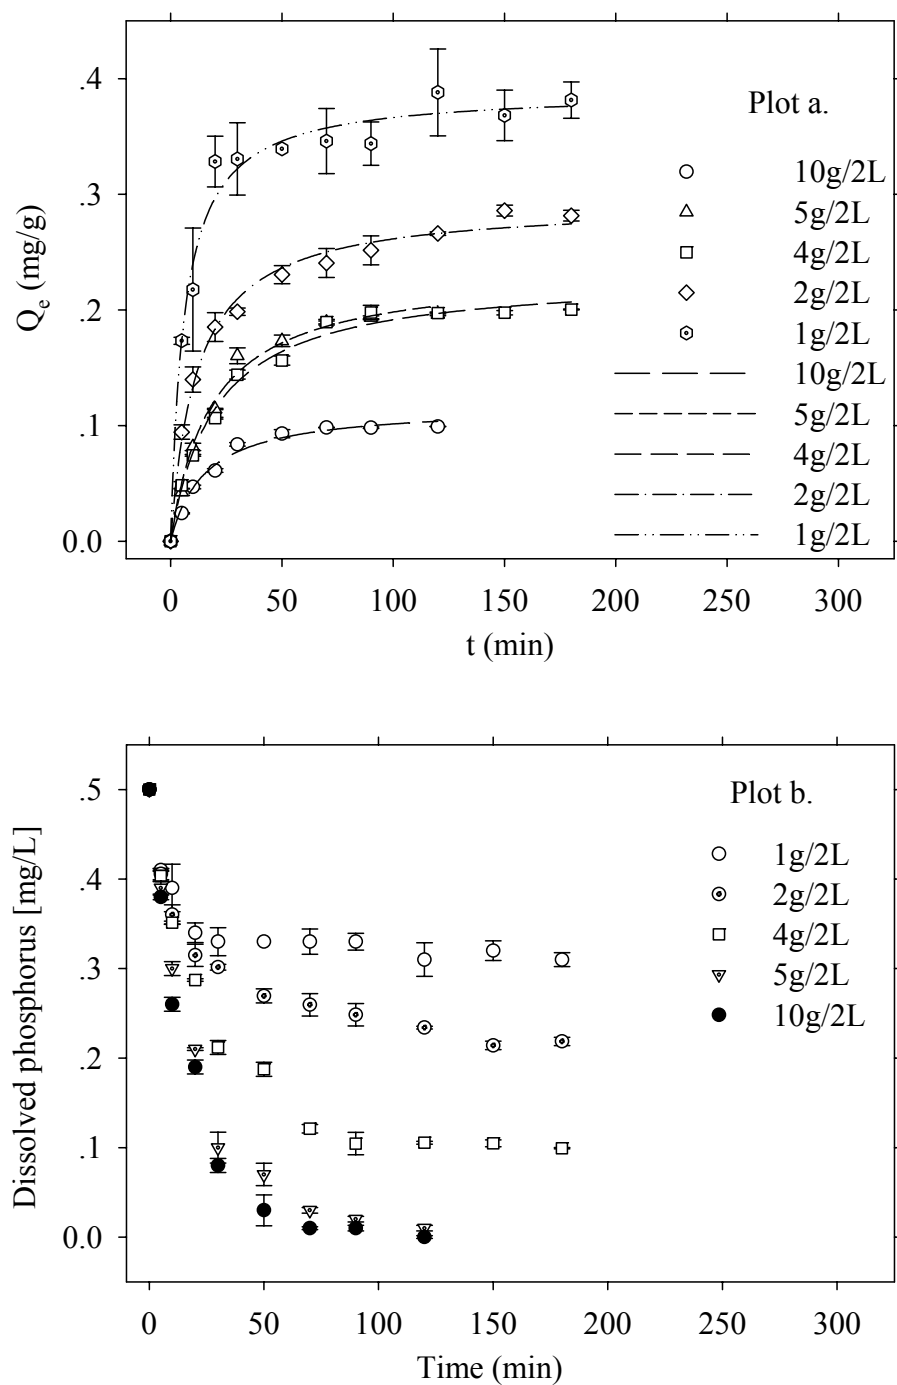 .4
.3
.2
.1
0.0
Qe (mg/g)
Plot a.
10g/2L
5g/2L
4g/2L
2g/2L
1g/2L
10g/2L
5g/2L
4g/2L
2g/2L
1g/2L
0 50 100 150 200 250 300
t (min)
.5
.4
.3
.2
.1
0.0
Dissolved phosphorus [mg/L]
Plot b.
1g/2L
2g/2L
4g/2L
5g/2L
10g/2L
0 50 100 150 200 250 300
Time (min)